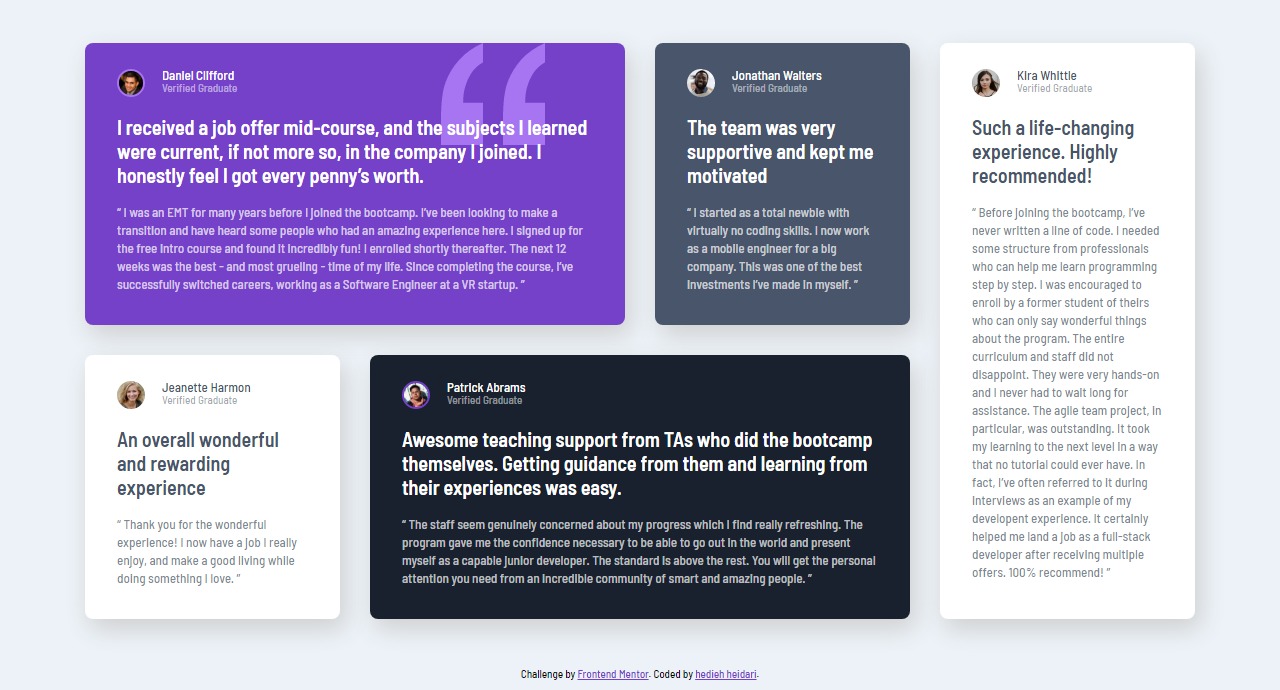 Daniel Clifford
Verified Graduate
I received a job offer mid-course, and the subjects I learned
were current, if not more so, in the company I joined. I
honestly feel I got every penny’s worth.
“ I was an EMT for many years before I joined the bootcamp. I’ve been looking to make a
transition and have heard some people who had an amazing experience here. I signed up for
the free intro course and found it incredibly fun! I enrolled shortly thereafter. The next 12
weeks was the best - and most grueling - time of my life. Since completing the course, I’ve
successfully switched careers, working as a Software Engineer at a VR startup. ”
Jonathan Walters
Verified Graduate
The team was very
supportive and kept me
motivated
“ I started as a total newbie with
virtually no coding skills. I now work
as a mobile engineer for a big
company. This was one of the best
investments I’ve made in myself. ”
Kira Whittle
Verified Graduate
Such a life-changing
experience. Highly
recommended!
“ Before joining the bootcamp, I’ve
never written a line of code. I needed
some structure from professionals
who can help me learn programming
step by step. I was encouraged to
enroll by a former student of theirs
who can only say wonderful things
about the program. The entire
curriculum and staff did not
disappoint. They were very hands-on
and I never had to wait long for
assistance. The agile team project, in
particular, was outstanding. It took
my learning to the next level in a way
that no tutorial could ever have. In
fact, I’ve often referred to it during
interviews as an example of my
developent experience. It certainly
helped me land a job as a full-stack
developer after receiving multiple
offers. 100% recommend! ”
Jeanette Harmon
Verified Graduate
An overall wonderful
and rewarding
experience
“ Thank you for the wonderful
experience! I now have a job I really
enjoy, and make a good living while
doing something I love. ”
Patrick Abrams
Verified Graduate
Awesome teaching support from TAs who did the bootcamp
themselves. Getting guidance from them and learning from
their experiences was easy.
“ The staff seem genuinely concerned about my progress which I find really refreshing. The
program gave me the confidence necessary to be able to go out in the world and present
myself as a capable junior developer. The standard is above the rest. You will get the personal
attention you need from an incredible community of smart and amazing people. ”
Challenge by Frontend Mentor. Coded by hedieh heidari.